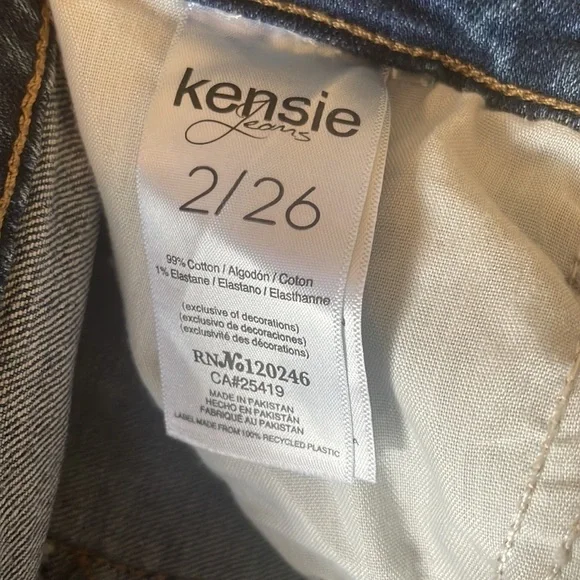 kensie
Jeans
2/26
99% Cotton / Algodón / Coton
1% Elastane / Elastano / Elasthanne
(exclusive of decorations)
(exclusivo de decoraciones)
(exclusivité des décorations)
RN No 120246
CA#25419
MADE IN PAKISTAN
HECHO EN PAKISTÁN
FABRIQUÉ AU PAKISTAN
LABEL MADE FROM 100% RECYCLED PLASTIC